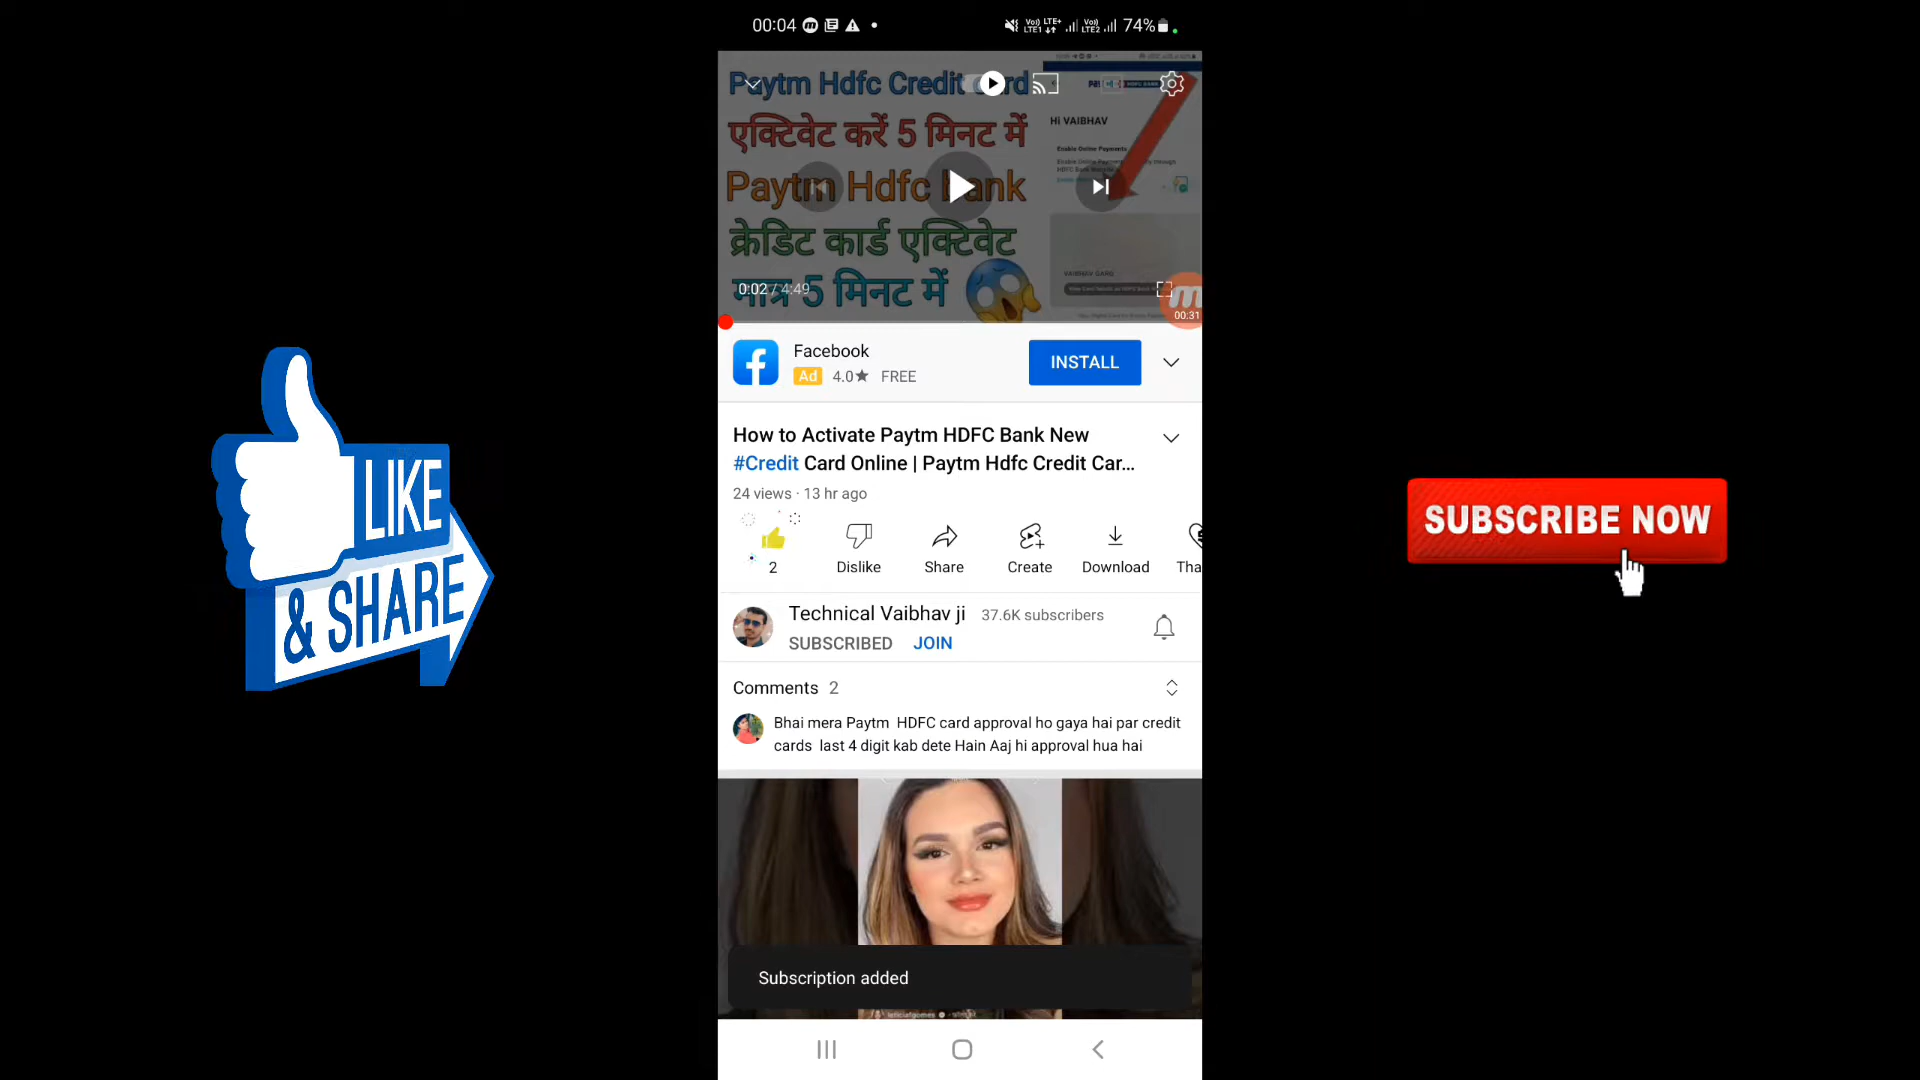 00:04
74%
Paytm Hdfc Credit Card
एक्टिवेट करें 5 मिनट में
Paytm Hdfc bank
क्रेडिट कार्ड एक्टिवेट
मात्र 5 मिनट में
Hi VAIBHAV
Enable Online Payments
VAIBHAV GARG
0:02 / 4:49
00:31
Facebook
Ad 4.0★ FREE
INSTALL
How to Activate Paytm HDFC Bank New
#Credit Card Online | Paytm Hdfc Credit Car...
24 views · 13 hr ago
2 Dislike Share Create Download Tha
Technical Vaibhav ji 37.6K subscribers
SUBSCRIBED JOIN
Comments 2
Bhai mera Paytm HDFC card approval ho gaya hai par credit
cards last 4 digit kab dete Hain Aaj hi approval hua hai
Subscription added
LIKE
& SHARE
SUBSCRIBE NOW